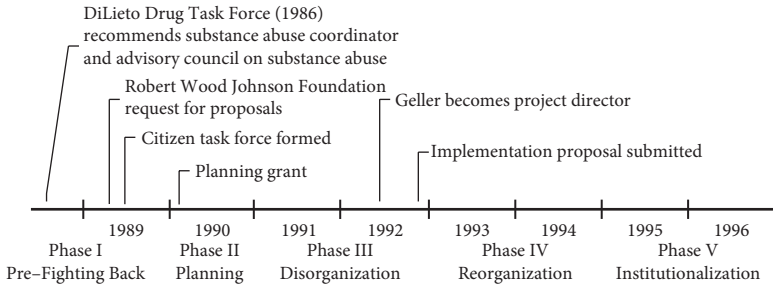 DiLieto Drug Task Force (1986)
recommends substance abuse coordinator
and advisory council on substance abuse
Robert Wood Johnson Foundation
request for proposals
Geller becomes project director
Citizen task force formed
Implementation proposal submitted
Planning grant
1989 1990 1991 1992 1993 1994 1995 1996
Phase I Phase II Phase III Phase IV Phase V
Pre–Fighting Back Planning Disorganization Reorganization Institutionalization